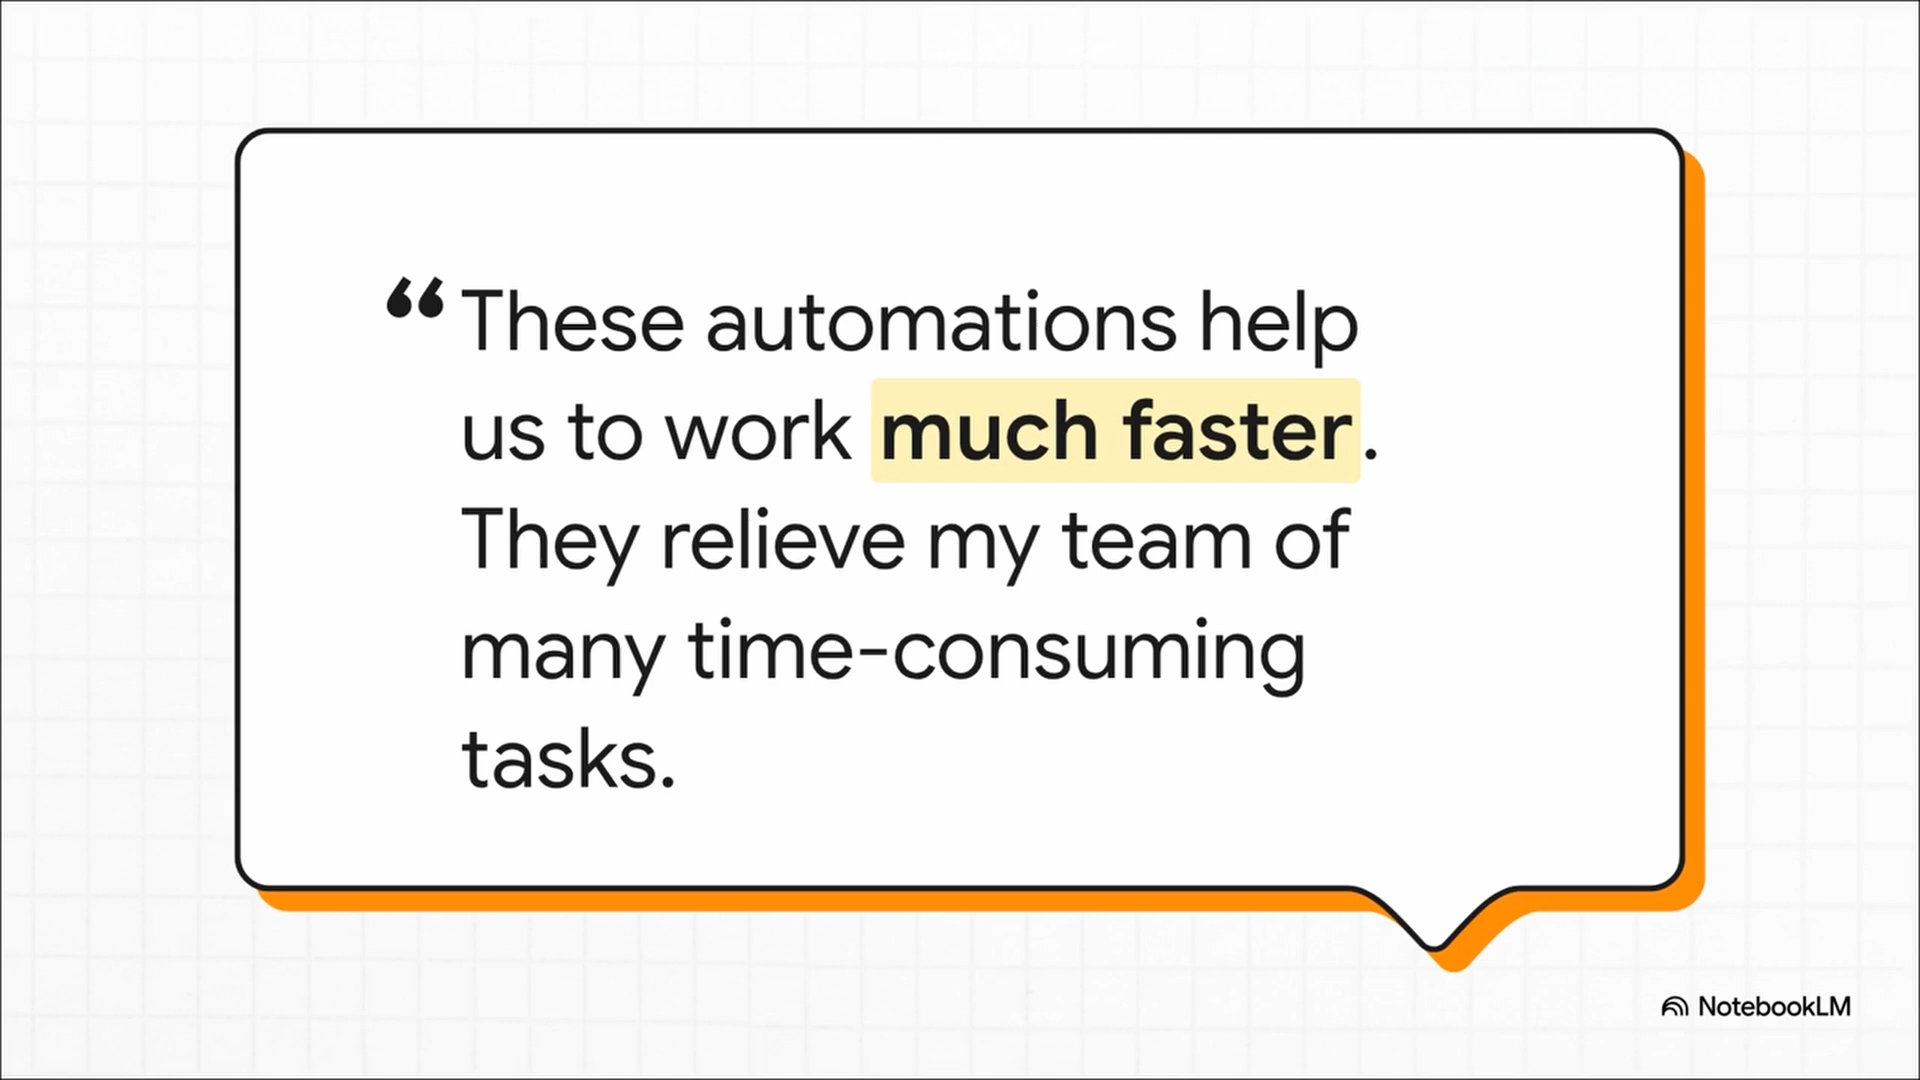 “These automations help
us to work much faster.
They relieve my team of
many time-consuming
tasks.
NotebookLM